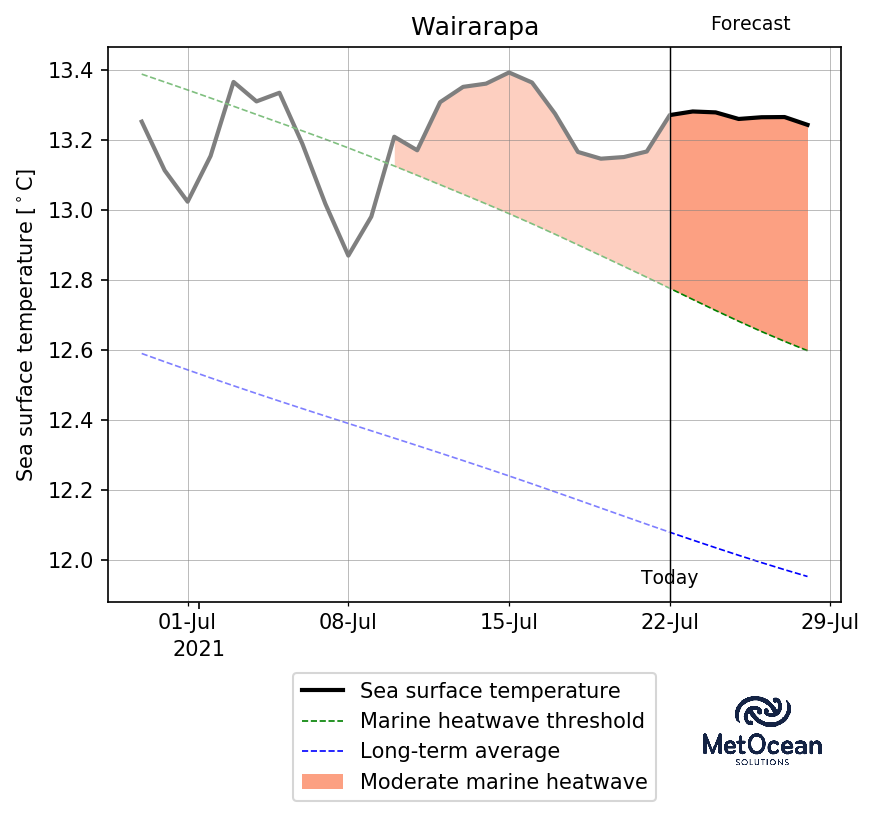 Wairarapa
Forecast
Sea surface temperature [°C]
13.4
13.2
13.0
12.8
12.6
12.4
12.2
12.0
Today
01-Jul
08-Jul
15-Jul
22-Jul
29-Jul
2021
Sea surface temperature
Marine heatwave threshold
Long-term average
Moderate marine heatwave
MetOcean
SOLUTIONS